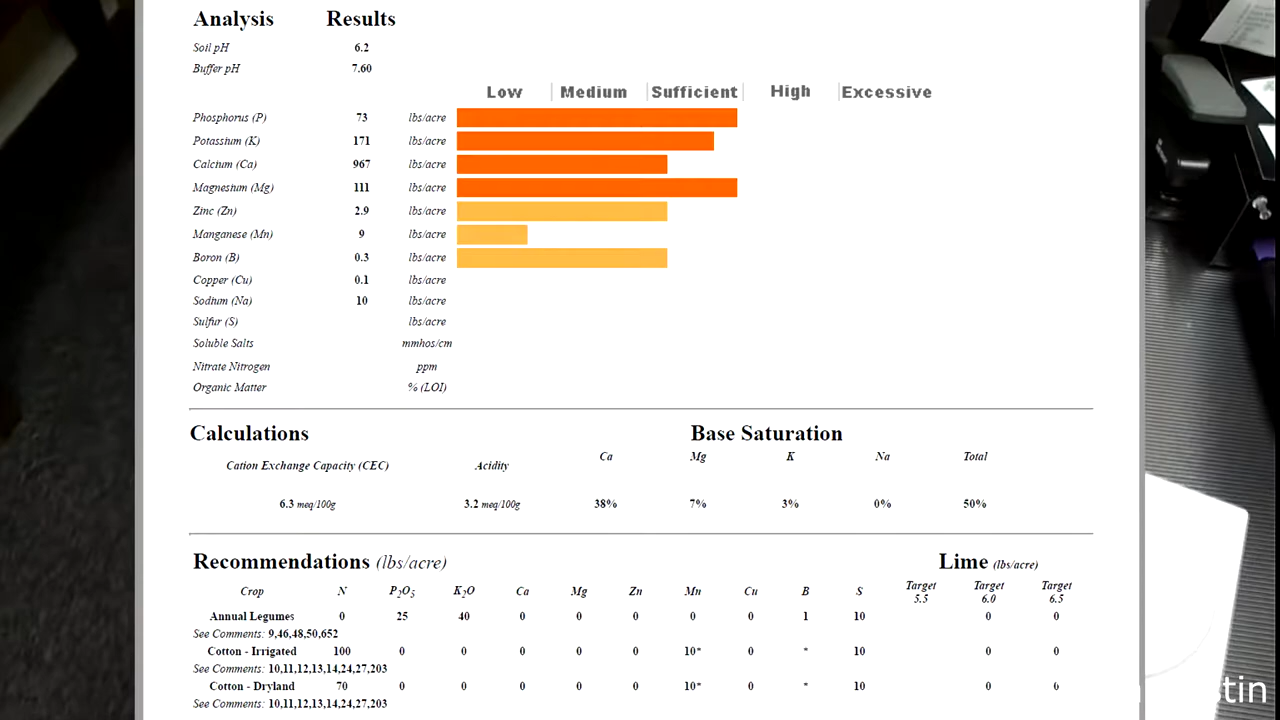 Analysis Results
Soil pH 6.2
Buffer pH 7.60
Low Medium Sufficient High Excessive
Phosphorus (P) 73 lbs/acre
Potassium (K) 171 lbs/acre
Calcium (Ca) 967 lbs/acre
Magnesium (Mg) 111 lbs/acre
Zinc (Zn) 2.9 lbs/acre
Manganese (Mn) 9 lbs/acre
Boron (B) 0.3 lbs/acre
Copper (Cu) 0.1 lbs/acre
Sodium (Na) 10 lbs/acre
Sulfur (S) lbs/acre
Soluble Salts mmhos/cm
Nitrate Nitrogen ppm
Organic Matter % (LOI)
Calculations Base Saturation
Cation Exchange Capacity (CEC) Acidity Ca Mg K Na Total
6.3 meq/100g 3.2 meq/100g 38% 7% 3% 0% 50%
Recommendations (lbs/acre) Lime (lbs/acre)
Crop N P₂O₅ K₂O Ca Mg Zn Mn Cu B S Target 5.5 Target 6.0 Target 6.5
Annual Legumes 0 25 40 0 0 0 0 0 1 10 0 0
See Comments: 9,46,48,50,652
Cotton - Irrigated 100 0 0 0 0 0 10* 0 * 10 0 0
See Comments: 10,11,12,13,14,24,27,203
Cotton - Dryland 70 0 0 0 0 0 10* 0 * 10 0 0
See Comments: 10,11,12,13,14,24,27,203